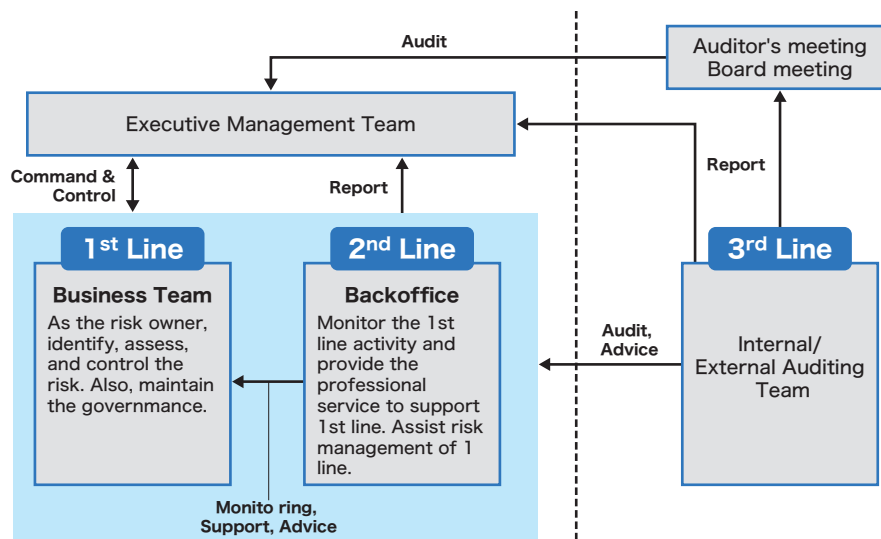 Audit
Auditor's meeting
Board meeting
Executive Management Team
Command &
Control
Report
Report
1st Line
2nd Line
3rd Line
Business Team
As the risk owner,
identify, assess,
and control the
risk. Also, maintain
the governmance.
Backoffice
Monitor the 1st
line activity and
provide the
professional
service to support
1st line. Assist risk
management of 1
line.
Audit,
Advice
Internal/
External Auditing
Team
Monito ring,
Support, Advice